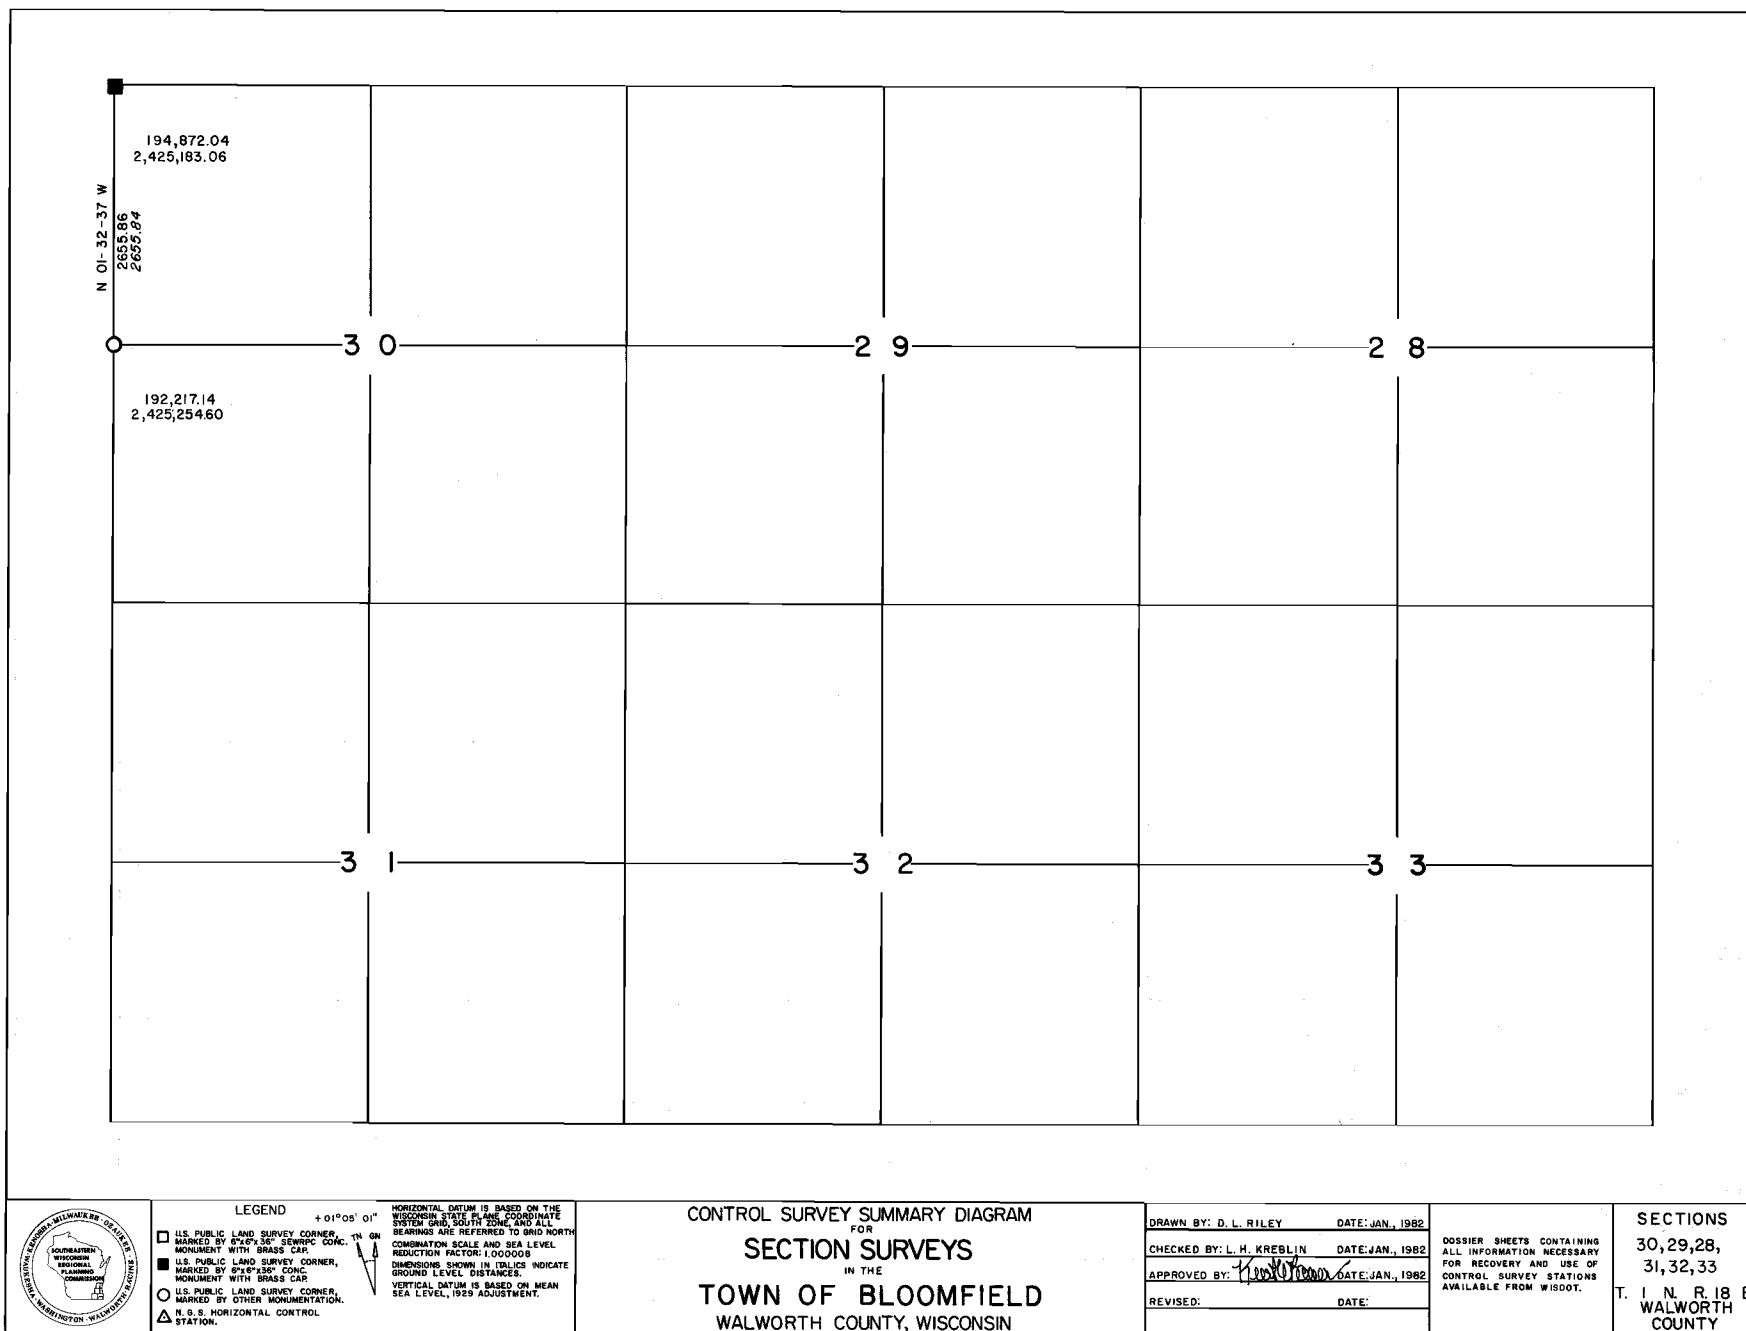 194,872.04
2,425,183.06
N 01-32-37 W
2655.86
2655.84
30
29
28
192,217.14
2,425,254.60
31
32
33
SOUTHEASTERN
WISCONSIN
REGIONAL
PLANNING
COMMISSION
KENOSHA · MILWAUKEE · OZAUKEE · RACINE · WALWORTH · WASHINGTON · WAUKESHA
LEGEND
U.S. PUBLIC LAND SURVEY CORNER,
MARKED BY 6"x6"x36" SEWRPC CONC.
MONUMENT WITH BRASS CAP.
U.S. PUBLIC LAND SURVEY CORNER,
MARKED BY 6"x6"x36" CONC.
MONUMENT WITH BRASS CAP.
U.S. PUBLIC LAND SURVEY CORNER,
MARKED BY OTHER MONUMENTATION.
N.G.S. HORIZONTAL CONTROL
STATION.
+01°05' 01"
TN GN
HORIZONTAL DATUM IS BASED ON THE
WISCONSIN STATE PLANE COORDINATE
SYSTEM GRID, SOUTH ZONE, AND ALL
BEARINGS ARE REFERRED TO GRID NORTH
COMBINATION SCALE AND SEA LEVEL
REDUCTION FACTOR: 1.000008
DIMENSIONS SHOWN IN ITALICS INDICATE
GROUND LEVEL DISTANCES.
VERTICAL DATUM IS BASED ON MEAN
SEA LEVEL, 1929 ADJUSTMENT.
CONTROL SURVEY SUMMARY DIAGRAM
FOR
SECTION SURVEYS
IN THE
TOWN OF BLOOMFIELD
WALWORTH COUNTY, WISCONSIN
DRAWN BY: D. L. RILEY DATE: JAN., 1982
CHECKED BY: L. H. KREBLIN DATE: JAN., 1982
APPROVED BY: DATE: JAN., 1982
REVISED: DATE:
DOSSIER SHEETS CONTAINING
ALL INFORMATION NECESSARY
FOR RECOVERY AND USE OF
CONTROL SURVEY STATIONS
AVAILABLE FROM WISDOT.
SECTIONS
30,29,28,
31,32,33
T. 1 N. R. 18 E
WALWORTH
COUNTY